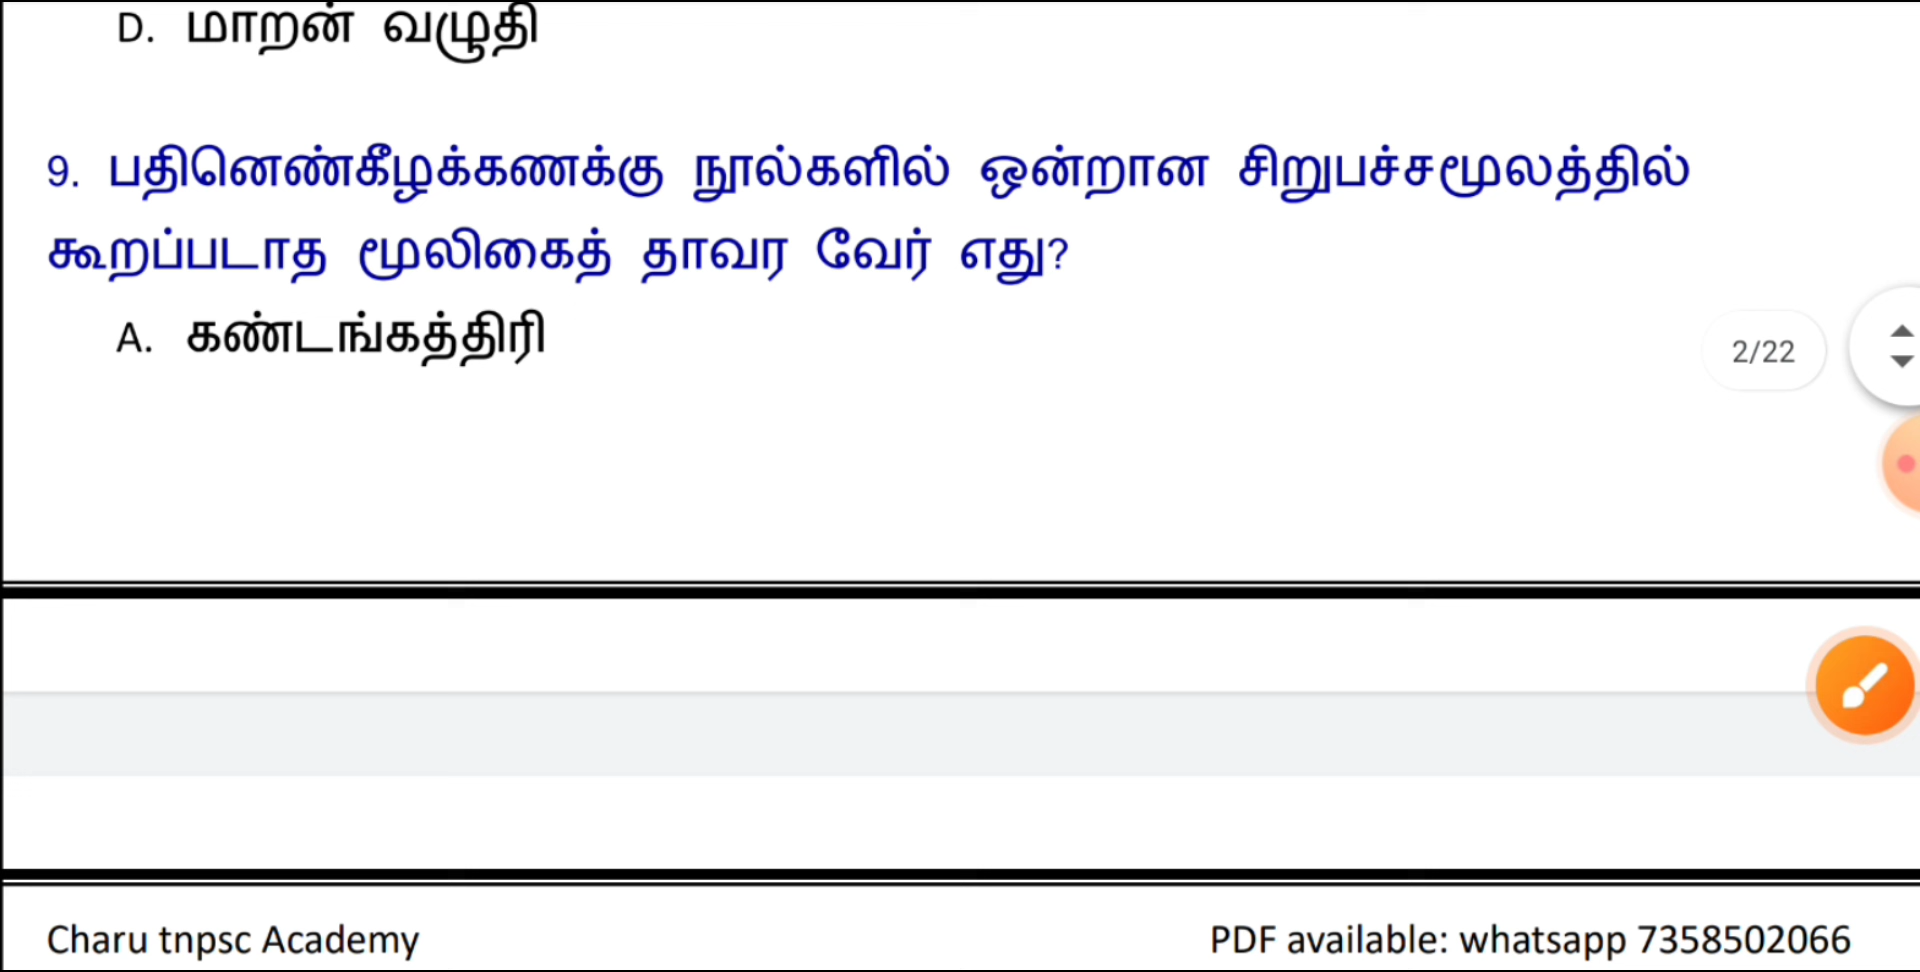 D. மாறன் வழுதி
9. பதினெண்கீழக்கணக்கு நூல்களில் ஒன்றான சிறுபச்சமூலத்தில்
கூறப்படாத மூலிகைத் தாவர வேர் எது?
A. கண்டங்கத்திரி
2/22
Charu tnpsc Academy
PDF available: whatsapp 7358502066